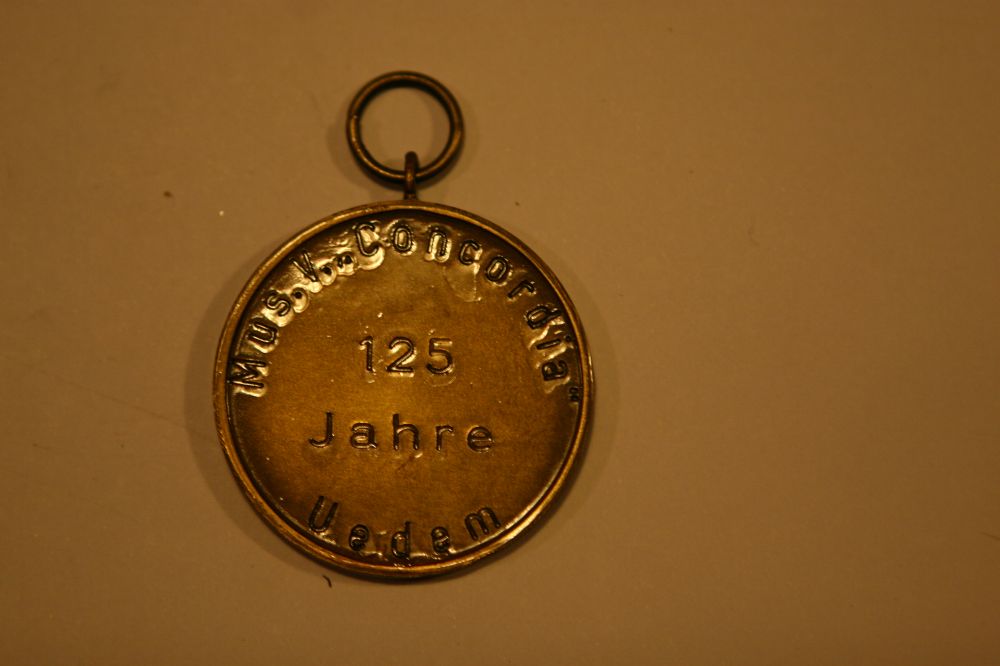 Mus.V. „Concordia“
125
Jahre
Uedem